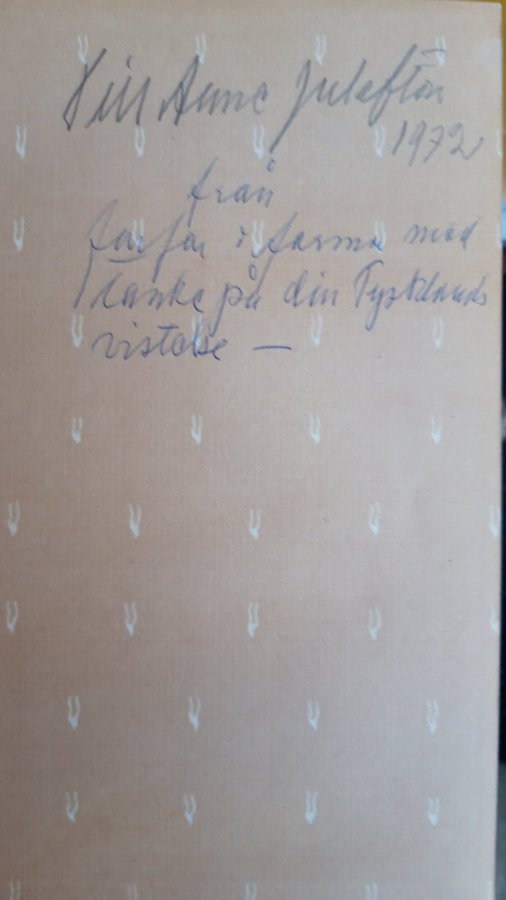 Till Anne Julafton
1972
från
farfar & farmor med
tanke på din Tysklands
vistelse —